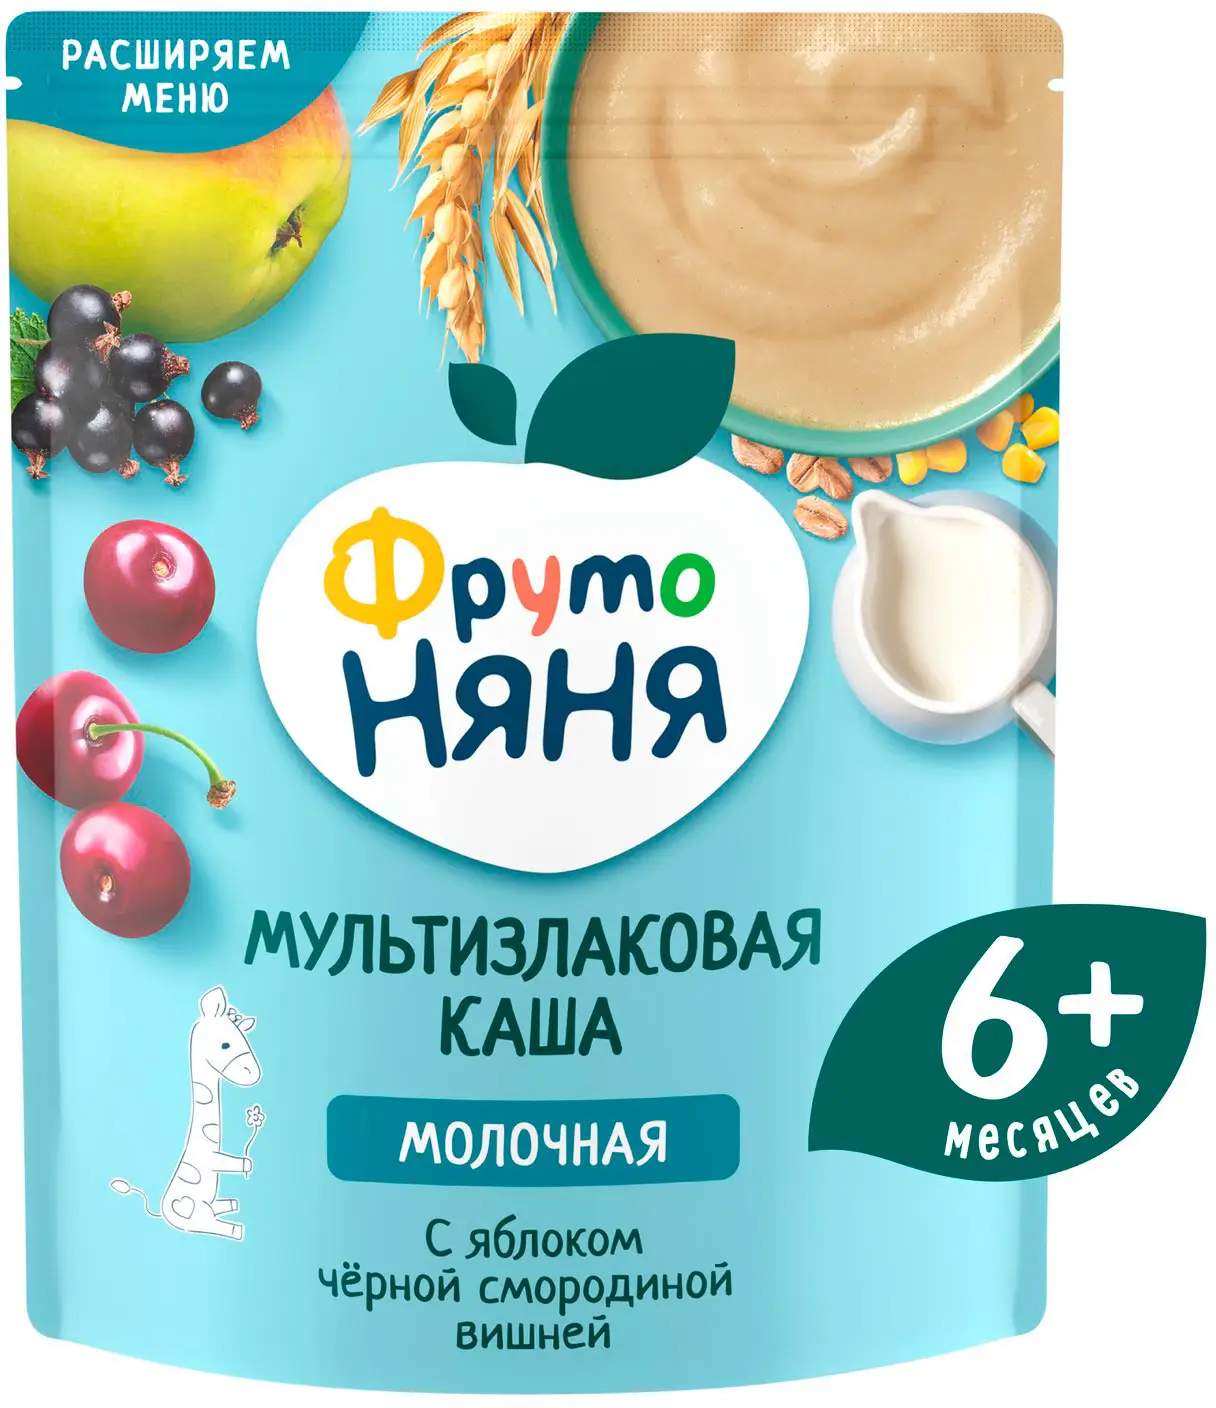 РАСШИРЯЕМ
МЕНЮ
Фруто
НЯНЯ
МУЛЬТИЗЛАКОВАЯ
КАША
МОЛОЧНАЯ
С ЯБЛОКОМ
ЧЁРНОЙ СМОРОДИНОЙ
ВИШНЕЙ
6+
месяцев